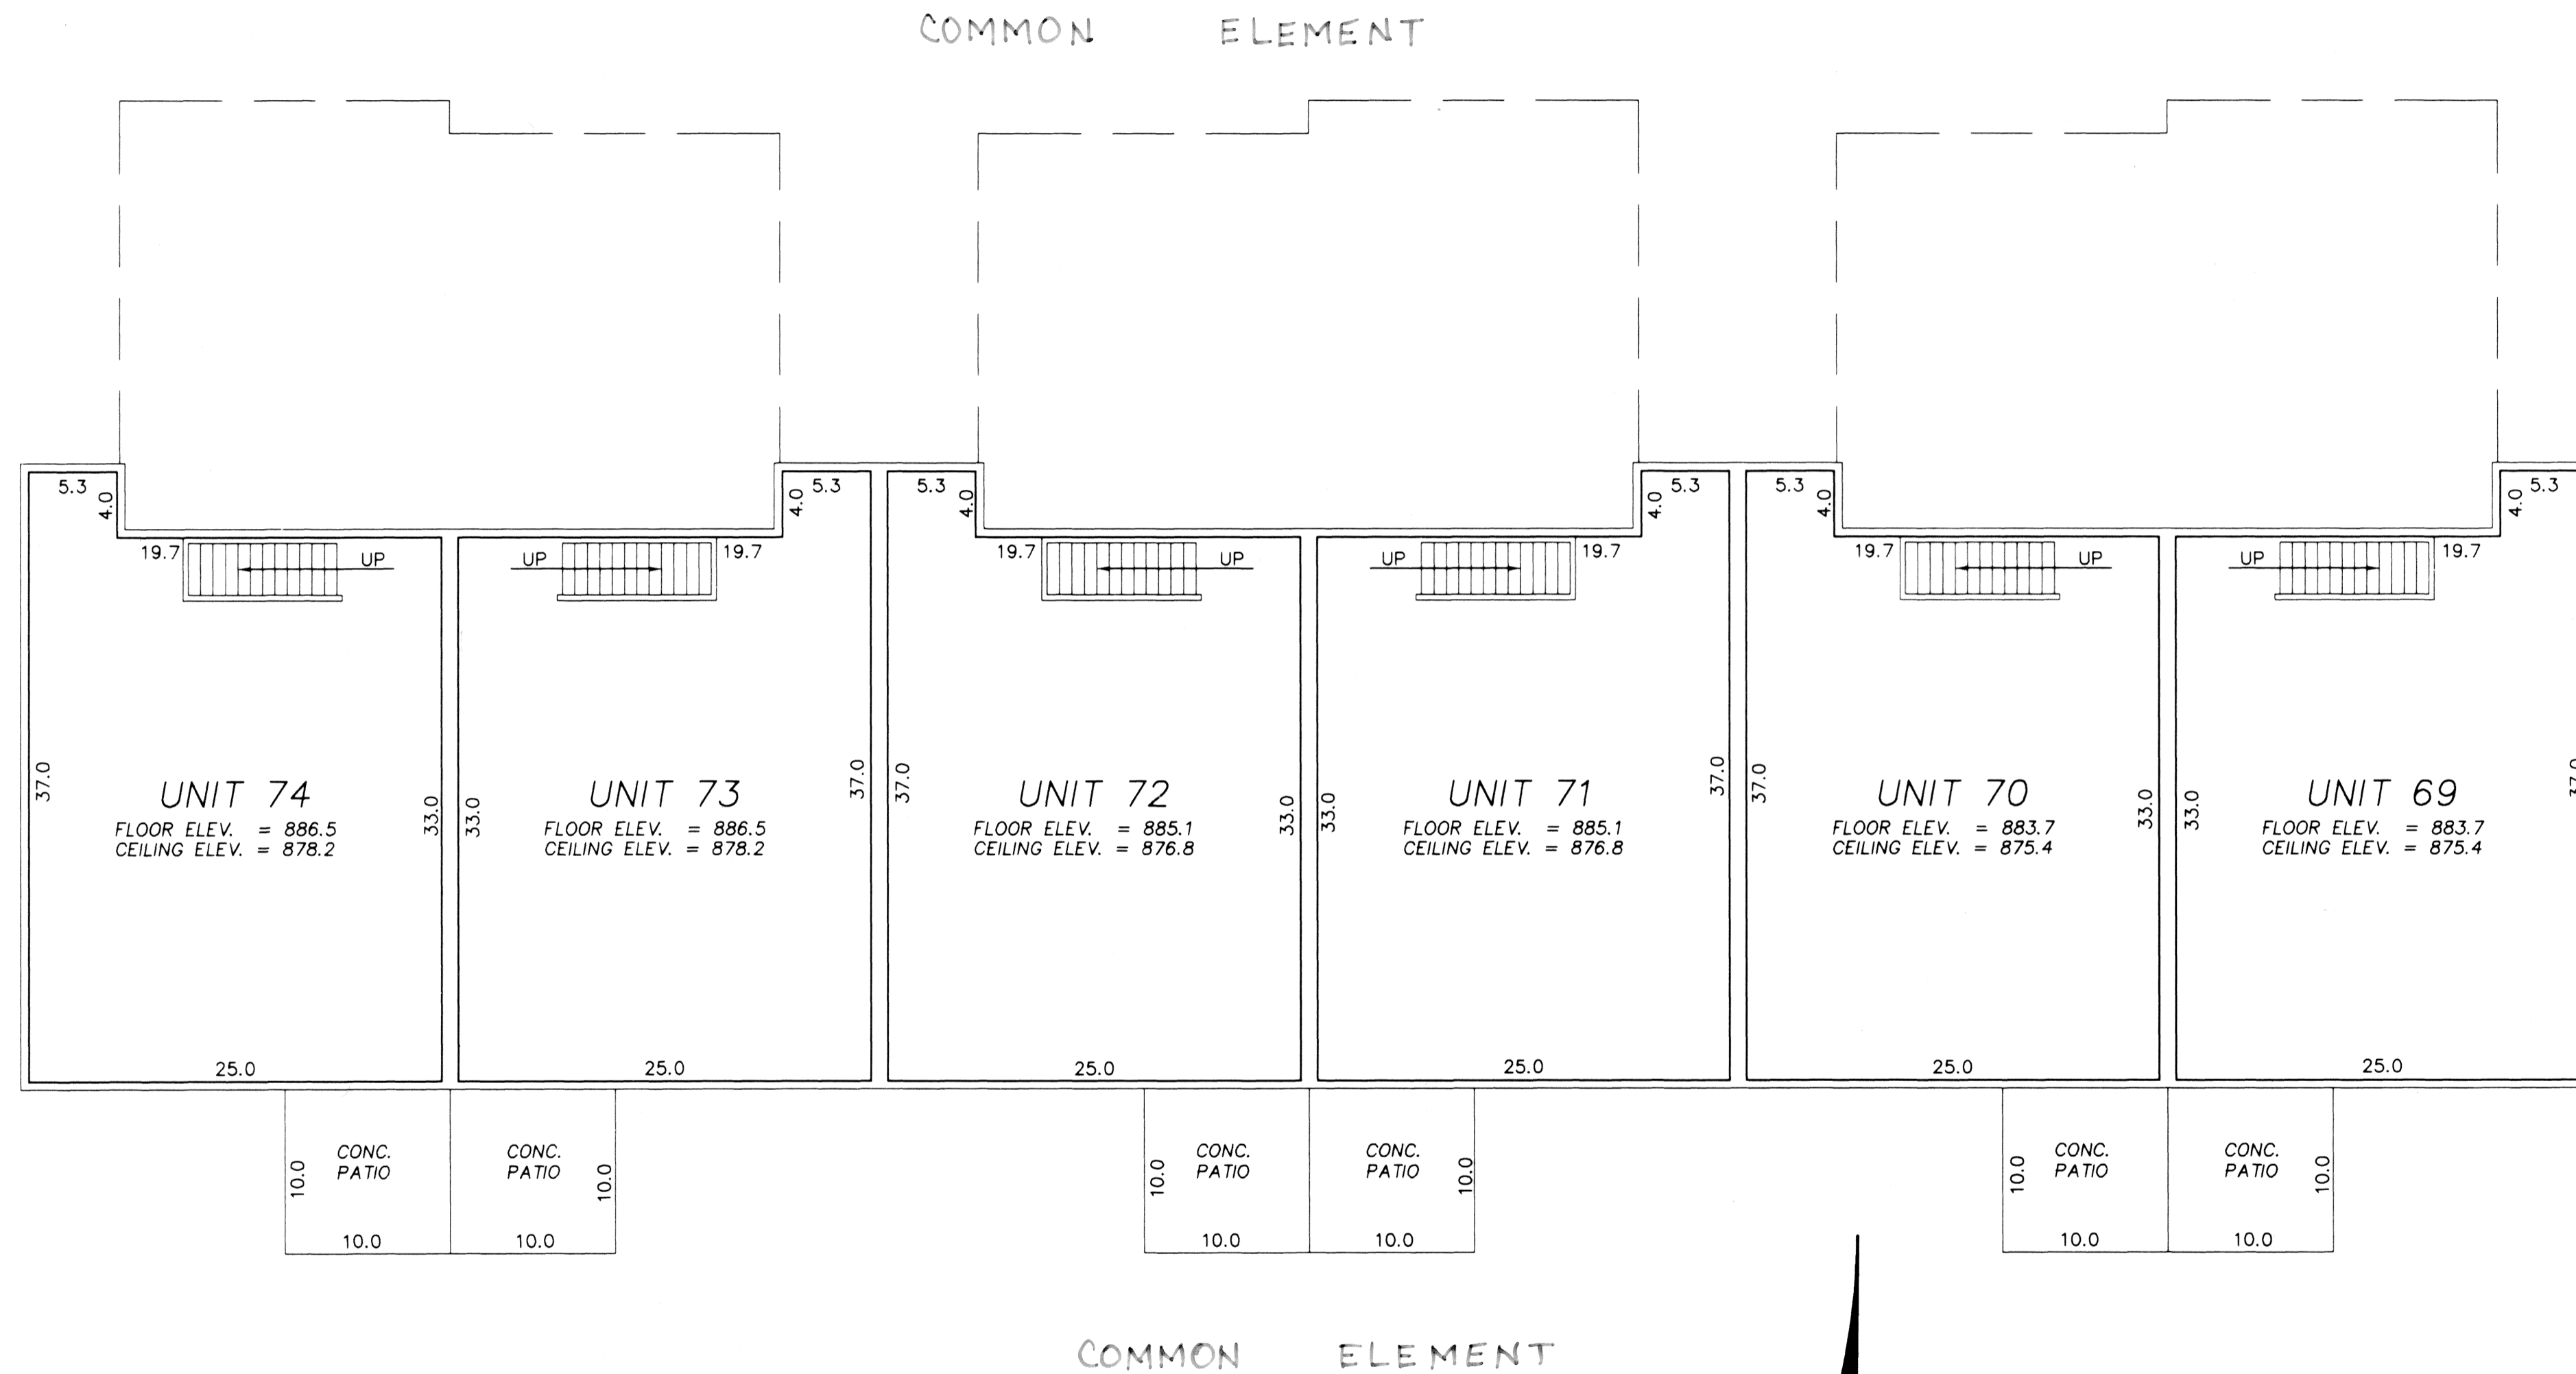 COMMON ELEMENT
5.3
4.0
4.0
5.3
5.3
4.0
4.0
5.3
5.3
4.0
4.0
5.3
19.7
UP
UP
19.7
19.7
UP
UP
19.7
19.7
UP
UP
19.7
37.0
UNIT 74
FLOOR ELEV. = 886.5
CEILING ELEV. = 878.2
33.0
33.0
UNIT 73
FLOOR ELEV. = 886.5
CEILING ELEV. = 878.2
37.0
37.0
UNIT 72
FLOOR ELEV. = 885.1
CEILING ELEV. = 876.8
33.0
33.0
UNIT 71
FLOOR ELEV. = 885.1
CEILING ELEV. = 876.8
37.0
37.0
UNIT 70
FLOOR ELEV. = 883.7
CEILING ELEV. = 875.4
33.0
33.0
UNIT 69
FLOOR ELEV. = 883.7
CEILING ELEV. = 875.4
25.0
25.0
25.0
25.0
25.0
25.0
10.0
CONC.
PATIO
10.0
CONC.
PATIO
10.0
10.0
10.0
CONC.
PATIO
10.0
CONC.
PATIO
10.0
10.0
10.0
CONC.
PATIO
10.0
CONC.
PATIO
10.0
10.0
COMMON ELEMENT